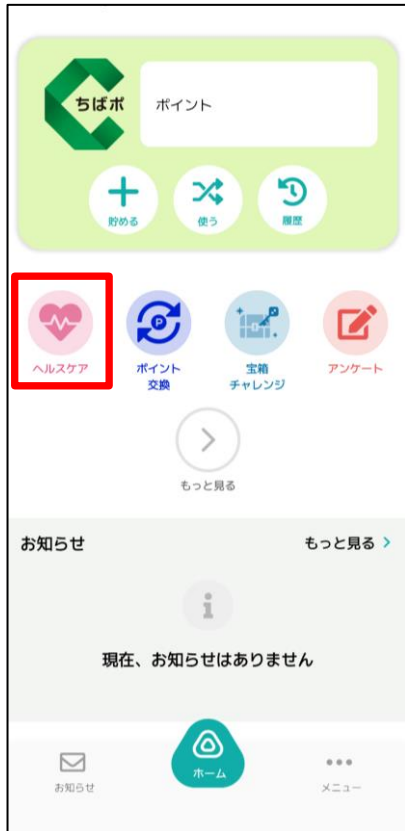 ちばポ
ポイント
貯める
使う
履歴
ヘルスケア
ポイント
交換
宝箱
チャレンジ
アンケート
もっと見る
お知らせ
もっと見る
現在、お知らせはありません
お知らせ
ホーム
メニュー